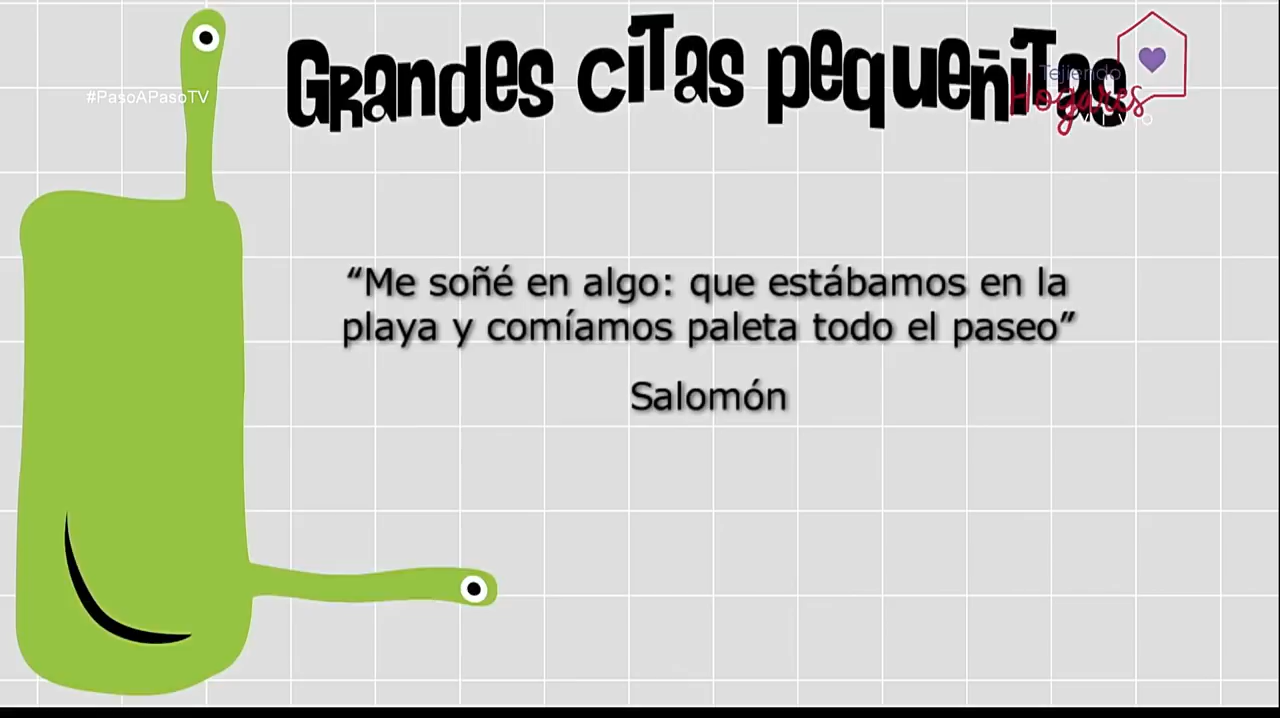 Grandes citas pequeñitas
Tejiendo
Hogares
#PasoAPasoTV
“Me soñé en algo: que estábamos en la
playa y comíamos paleta todo el paseo”
Salomón